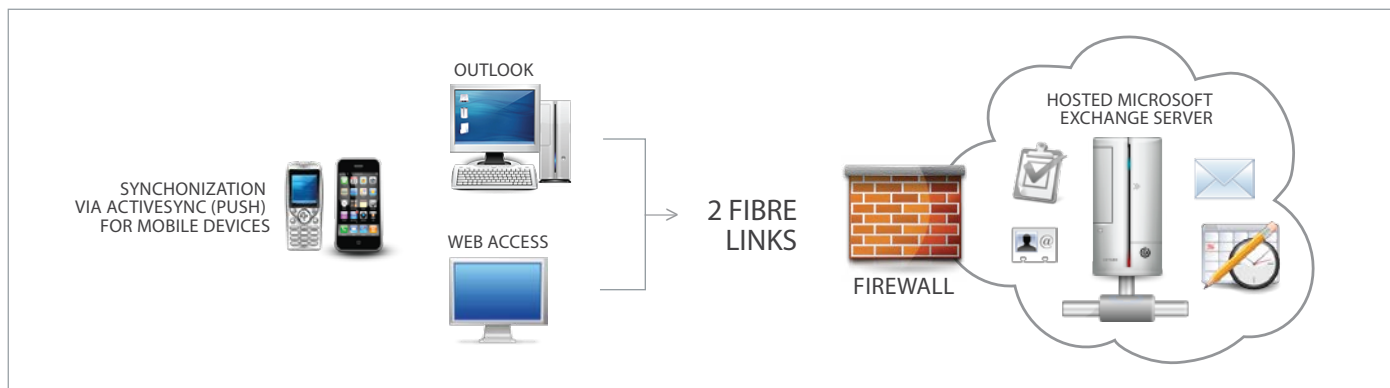 SYNCHONIZATION
VIA ACTIVESYNC (PUSH)
FOR MOBILE DEVICES
OUTLOOK
WEB ACCESS
2 FIBRE
LINKS
FIREWALL
HOSTED MICROSOFT
EXCHANGE SERVER
@